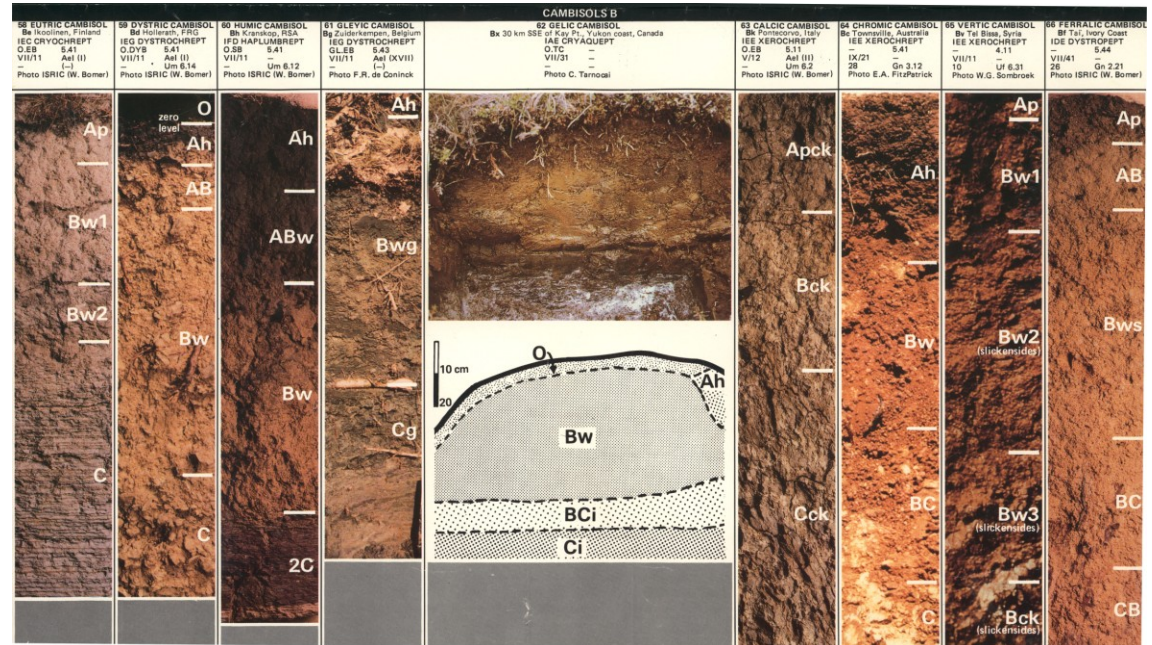 CAMBISOLS B
58 EUTRIC CAMBISOL
Be Ikoolinen, Finland
IEC CRYOCHREPT
O.EB 5.41
VII/11 Ael (I)
– (–)
Photo ISRIC (W. Bomer)
Ap
Bw1
Bw2
C
59 DYSTRIC CAMBISOL
Bd Hollerath, FRG
IEG DYSTROCHREPT
O.DYB 5.41
VII/11 Ael (I)
– Um 6.14
Photo ISRIC (W. Bomer)
O
zero
level
Ah
AB
Bw
C
60 HUMIC CAMBISOL
Bh Kranskop, RSA
IFD HAPLUMBREPT
O.SB 5.41
VII/11 –
– Um 6.12
Photo ISRIC (W. Bomer)
Ah
ABw
Bw
2C
61 GLEYIC CAMBISOL
Bg Zuiderkempen, Belgium
IEG DYSTROCHREPT
GL.EB 5.43
VII/11 Ael (XVII)
– (–)
Photo F.R. de Coninck
Ah
Bwg
Cg
62 GELIC CAMBISOL
Bx 30 km SSE of Kay Pt., Yukon coast, Canada
IAE CRYAQUEPT
O.TC –
VII/31 –
– –
Photo C. Tarnocai
10 cm
20
O
Ah
Bw
BCi
Ci
63 CALCIC CAMBISOL
Bk Pontecorvo, Italy
IEE XEROCHREPT
O.EB 5.11
V/12 Ael (II)
– Um 6.2
Photo ISRIC (W. Bomer)
Apck
Bck
Cck
64 CHROMIC CAMBISOL
Bc Townsville, Australia
IEE XEROCHREPT
– 5.41
IX/21 –
28 Gn 3.12
Photo E.A. FitzPatrick
Ah
Bw
BC
C
65 VERTIC CAMBISOL
Bv Tel Bissa, Syria
IEE XEROCHREPT
– 4.11
VII/11 –
10 Uf 6.31
Photo W.G. Sombroek
Ap
Bw1
Bw2
(slickensides)
Bw3
(slickensides)
Bck
(slickensides)
66 FERRALIC CAMBISOL
Bf Taï, Ivory Coast
IDE DYSTROPEPT
– 5,44
VII/41 –
26 Gn 2.21
Photo ISRIC (W. Bomer)
Ap
AB
Bws
BC
CB